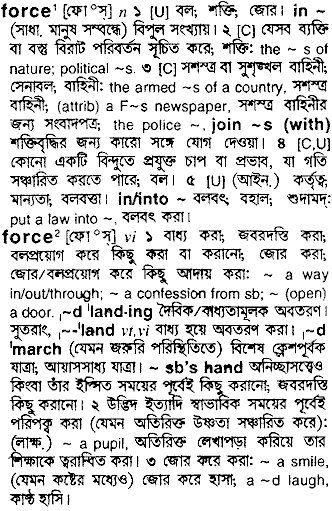 force¹ [ফোºস্] n ১ [U] বল; শক্তি; জোর। in ~
(সাধা. মানুষ সম্বন্ধে) বিপুল সংখ্যায়। ২ [C] যেসব ব্যক্তি
বা বস্তু বিরাট পরিবর্তন সূচিত করে; শক্তি: the ~ s of
nature; political ~s. ৩ [C] সশস্ত্র বা সুশৃঙ্খল বাহিনী;
সেনাবল; বাহিনী: the armed ~s of a country, সশস্ত্র
বাহিনী; (attrib) a F~s newspaper, সশস্ত্র বাহিনীর
জন্য সংবাদপত্র; the police ~, join ~s (with)
শক্তিবৃদ্ধির জন্য কারো সঙ্গে যোগ দেওয়া। ৪ [C,U]
কোনো একটি বিন্দুতে প্রযুক্ত চাপ বা প্রভাব, যা গতি
সঞ্চারিত করতে পারে; বল। ৫ [U] (আইন.) কর্তৃত্ব;
মান্যতা; বলবত্তা। in/into ~ বলবৎ; বহাল; শুদামদ:
put a law into ~, বলবৎ করা।
force² [ফোºস্] vi ১ বাধ্য করা; জবরদস্তি করা;
বলপ্রয়োগ করে কিছু করা বা করানো; জোর করা;
জোর/বলপ্রয়োগ করে কিছু আদায় করা: ~ a way
in/out/through; ~ a confession from sb; ~ (open)
a door. ~d ˈland-ing দৈবিক/বাধ্যতামূলক অবতরণ।
সুতরাং, ˌ~-ˈland vt,vi বাধ্য হয়ে অবতরণ করা। ˌ~d
ˈmarch (যেমন জরুরি পরিস্থিতিতে) বিশেষ ক্লেশপূর্বক
যাত্রা; আয়াসসাধ্য যাত্রা। ~ sb's hand অনিচ্ছাসত্ত্বেও
কিংবা তাঁর ইপ্সিত সময়ের পূর্বেই কিছু করানো; জবরদস্তি
কিছু করানো। ২ উদ্ভিদ ইত্যাদি স্বাভাবিক সময়ের পূর্বেই
পরিপক্ব করা (যেমন অতিরিক্ত উষ্ণতা সঞ্চারিত করে):
(লাক্ষ.) ~ a pupil, অতিরিক্ত লেখাপড়া করিয়ে তার
শিক্ষাকে ত্বরান্বিত করা। ৩ জোর করে করা: ~ a smile,
(যেমন কষ্টের মধ্যেও) জোর করে হাসা; a ~d laugh,
কাষ্ঠ হাসি।